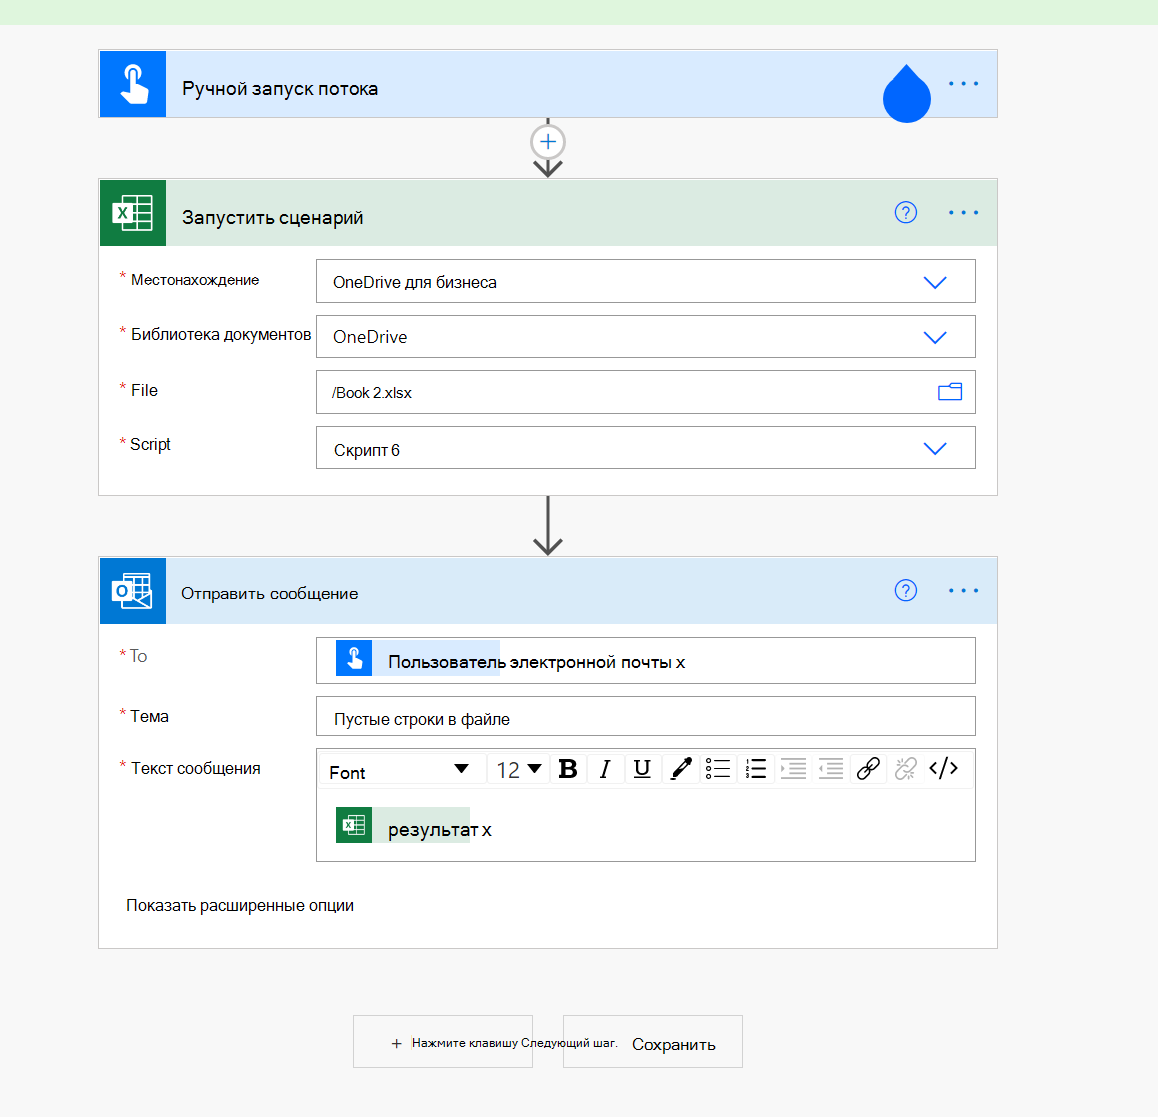 Ручной запуск потока
Запустить сценарий
* Местонахождение
OneDrive для бизнеса
* Библиотека документов
OneDrive
* File
/Book 2.xlsx
* Script
Скрипт 6
Отправить сообщение
* To
Пользователь электронной почты x
* Тема
Пустые строки в файле
* Текст сообщения
Font 12 B I U </>
результат x
Показать расширенные опции
+ Нажмите клавишу Следующий шаг.
Сохранить